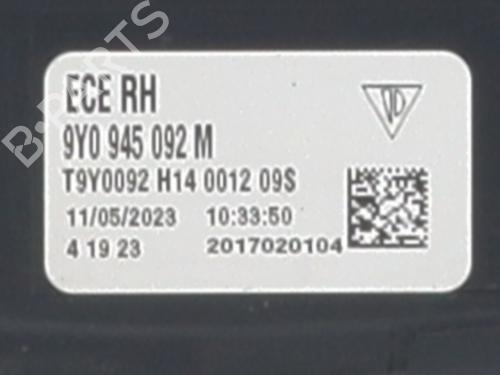 B-PARTS
ECE RH
9Y0 945 092 M
T9Y0092 H14 0012 09S
11/05/2023 10:33:50
4 19 23 2017020104